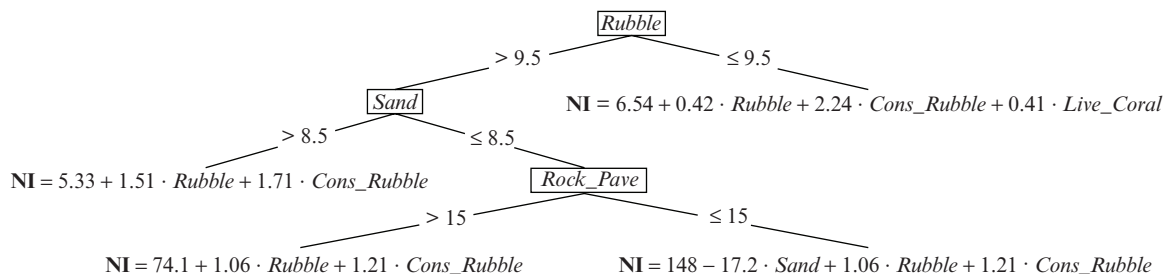 Rubble
> 9.5 ≤ 9.5
Sand NI = 6.54 + 0.42 · Rubble + 2.24 · Cons_Rubble + 0.41 · Live_Coral
> 8.5 ≤ 8.5
NI = 5.33 + 1.51 · Rubble + 1.71 · Cons_Rubble Rock_Pave
> 15 ≤ 15
NI = 74.1 + 1.06 · Rubble + 1.21 · Cons_Rubble NI = 148 – 17.2 · Sand + 1.06 · Rubble + 1.21 · Cons_Rubble